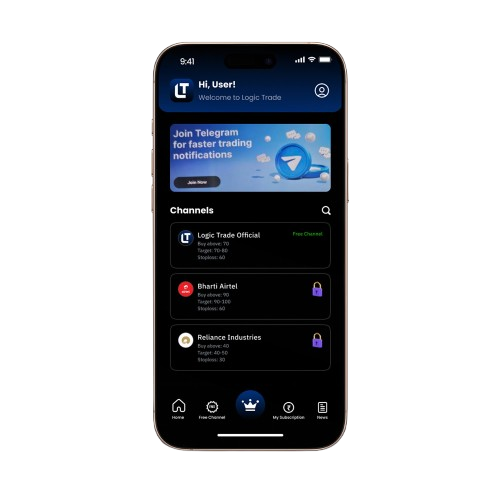 9:41
LT
Hi, User!
Welcome to Logic Trade
Join Telegram
for faster trading
notifications
Join Now
Channels
LT
Logic Trade Official
Free Channel
Buy above: 70
Target: 70-80
Stoploss: 60
Bharti Airtel
Buy above: 90
Target: 90-100
Stoploss: 60
Reliance Industries
Buy above: 40
Target: 40-50
Stoploss: 30
Home
Free Channel
My Subscription
News